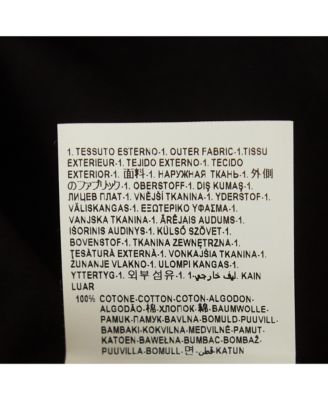 1. TESSUTO ESTERNO-1. OUTER FABRIC-1.TISSU
EXTERIEUR-1. TEJIDO EXTERNO-1. TECIDO
EXTERIOR-1. 面料-1. НАРУЖНАЯ ТКАНЬ-1. 外側
のファブリック-1. OBERSTOFF-1. DIŞ KUMAŞ-1.
ЛИЦЕВ ПЛАТ-1. VNĚJŠÍ TKANINA-1. YDERSTOF-1.
VÄLISKANGAS-1. ΕΞΩΤΕΡΙΚΟ ΥΦΑΣΜΑ-1.
VANJSKA TKANINA-1. ĀRĒJAIS AUDUMS-1.
IŠORINIS AUDINYS-1. KÜLSŐ SZÖVET-1.
BOVENSTOF-1. TKANINA ZEWNĘTRZNA-1.
ȚESĂTURĂ EXTERNĂ-1. VONKAJŠIA TKANINA-1.
ZUNANJE VLAKNO-1. ULOMPI KANGAS-1.
YTTERTYG-1. 외부 섬유-1. ليف خارجي-1. KAIN
LUAR
100% COTONE-COTTON-COTON-ALGODON-
ALGODÃO-棉-ХЛОПОК-綿-BAUMWOLLE-
PAMUK-ПАМУК-BAVLNA-BOMULD-PUUVILL-
BAMBAKI-KOKVILNA-MEDVILNĖ-PAMUT-
KATOEN-BAWEŁNA-BUMBAC-BOMBAŽ-
PUUVILLA-BOMULL-면-قطن-KATUN